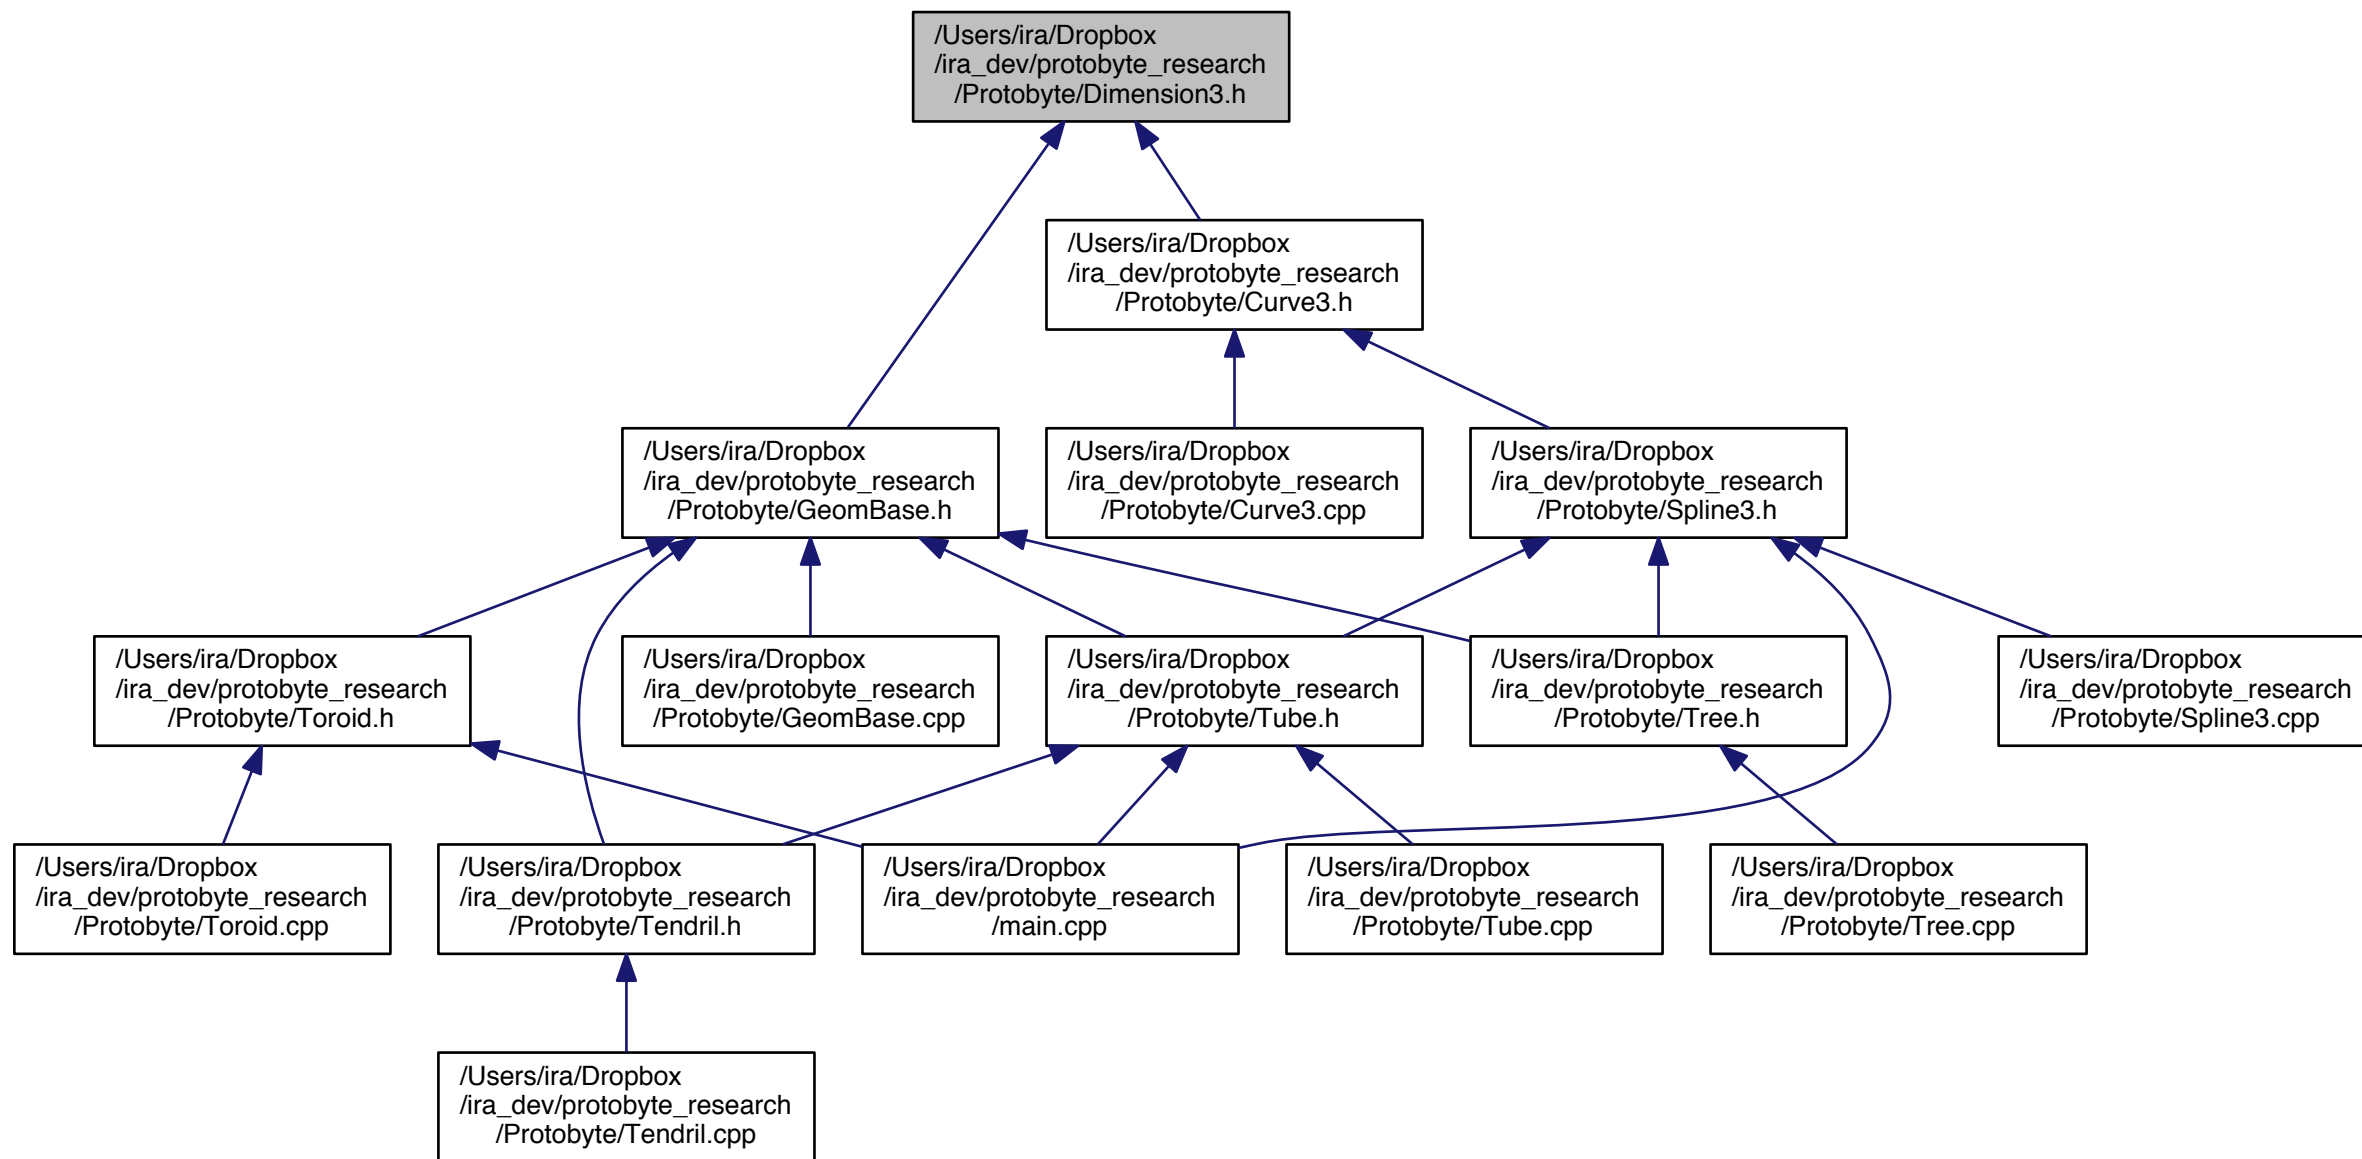 /Users/ira/Dropbox
/ira_dev/protobyte_research
/Protobyte/Dimension3.h
/Users/ira/Dropbox
/ira_dev/protobyte_research
/Protobyte/Curve3.h
/Users/ira/Dropbox
/ira_dev/protobyte_research
/Protobyte/GeomBase.h
/Users/ira/Dropbox
/ira_dev/protobyte_research
/Protobyte/Curve3.cpp
/Users/ira/Dropbox
/ira_dev/protobyte_research
/Protobyte/Spline3.h
/Users/ira/Dropbox
/ira_dev/protobyte_research
/Protobyte/Toroid.h
/Users/ira/Dropbox
/ira_dev/protobyte_research
/Protobyte/GeomBase.cpp
/Users/ira/Dropbox
/ira_dev/protobyte_research
/Protobyte/Tube.h
/Users/ira/Dropbox
/ira_dev/protobyte_research
/Protobyte/Tree.h
/Users/ira/Dropbox
/ira_dev/protobyte_research
/Protobyte/Spline3.cpp
/Users/ira/Dropbox
/ira_dev/protobyte_research
/Protobyte/Toroid.cpp
/Users/ira/Dropbox
/ira_dev/protobyte_research
/Protobyte/Tendril.h
/Users/ira/Dropbox
/ira_dev/protobyte_research
/main.cpp
/Users/ira/Dropbox
/ira_dev/protobyte_research
/Protobyte/Tube.cpp
/Users/ira/Dropbox
/ira_dev/protobyte_research
/Protobyte/Tree.cpp
/Users/ira/Dropbox
/ira_dev/protobyte_research
/Protobyte/Tendril.cpp